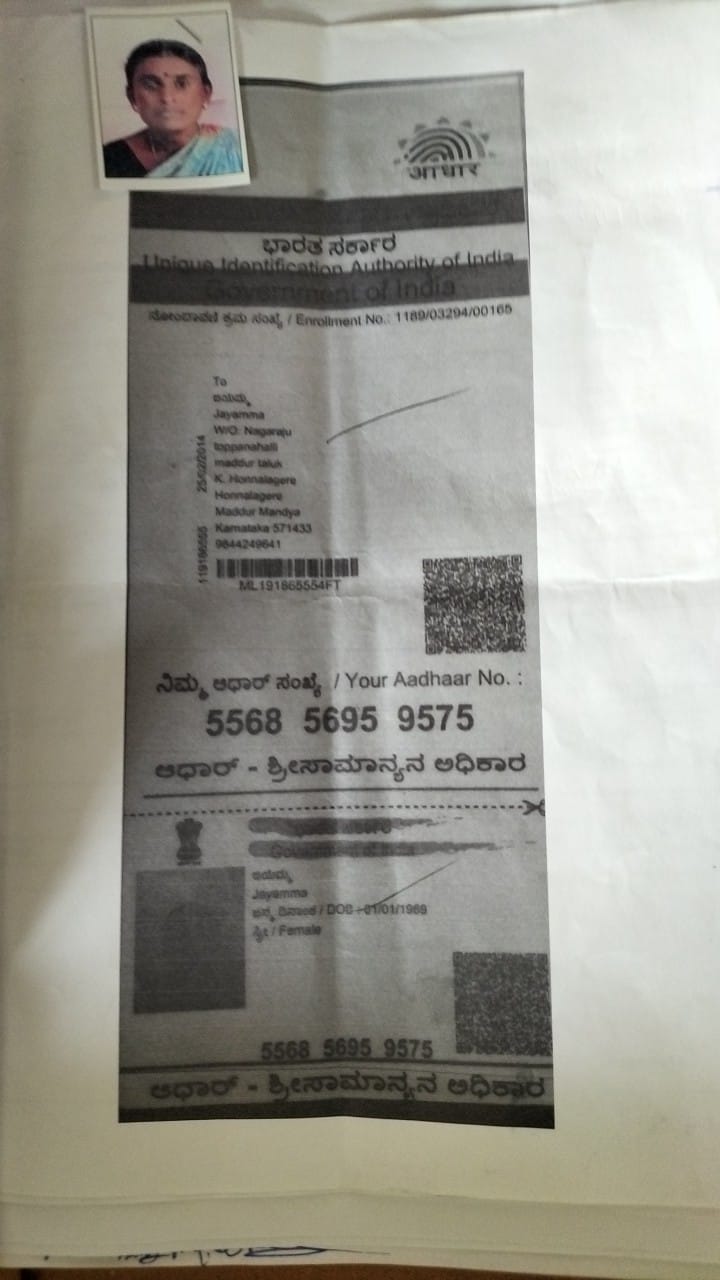 आधार
ಭಾರತ ಸರ್ಕಾರ
Unique Identification Authority of India
Government of India
ನೋಂದಾವಣಿ ಕ್ರಮ ಸಂಖ್ಯೆ / Enrollment No.: 1189/03294/00165
To
ಜಯಮ್ಮ
Jayamma
W/O: Nagaraju
toppanahalli
maddur taluk
K. Honnalagere
Honnalagere
Maddur Mandya
Karnataka 571433
9844249641
25/02/2014
ML191865554FT
ನಿಮ್ಮ ಆಧಾರ್ ಸಂಖ್ಯೆ / Your Aadhaar No. :
5568 5695 9575
ಆಧಾರ್ - ಶ್ರೀಸಾಮಾನ್ಯನ ಅಧಿಕಾರ
Government of India
ಜಯಮ್ಮ
Jayamma
ಜನ್ಮ ದಿನಾಂಕ / DOB : 01/01/1969
ಸ್ತ್ರೀ / Female
5568 5695 9575
ಆಧಾರ್ - ಶ್ರೀಸಾಮಾನ್ಯನ ಅಧಿಕಾರ